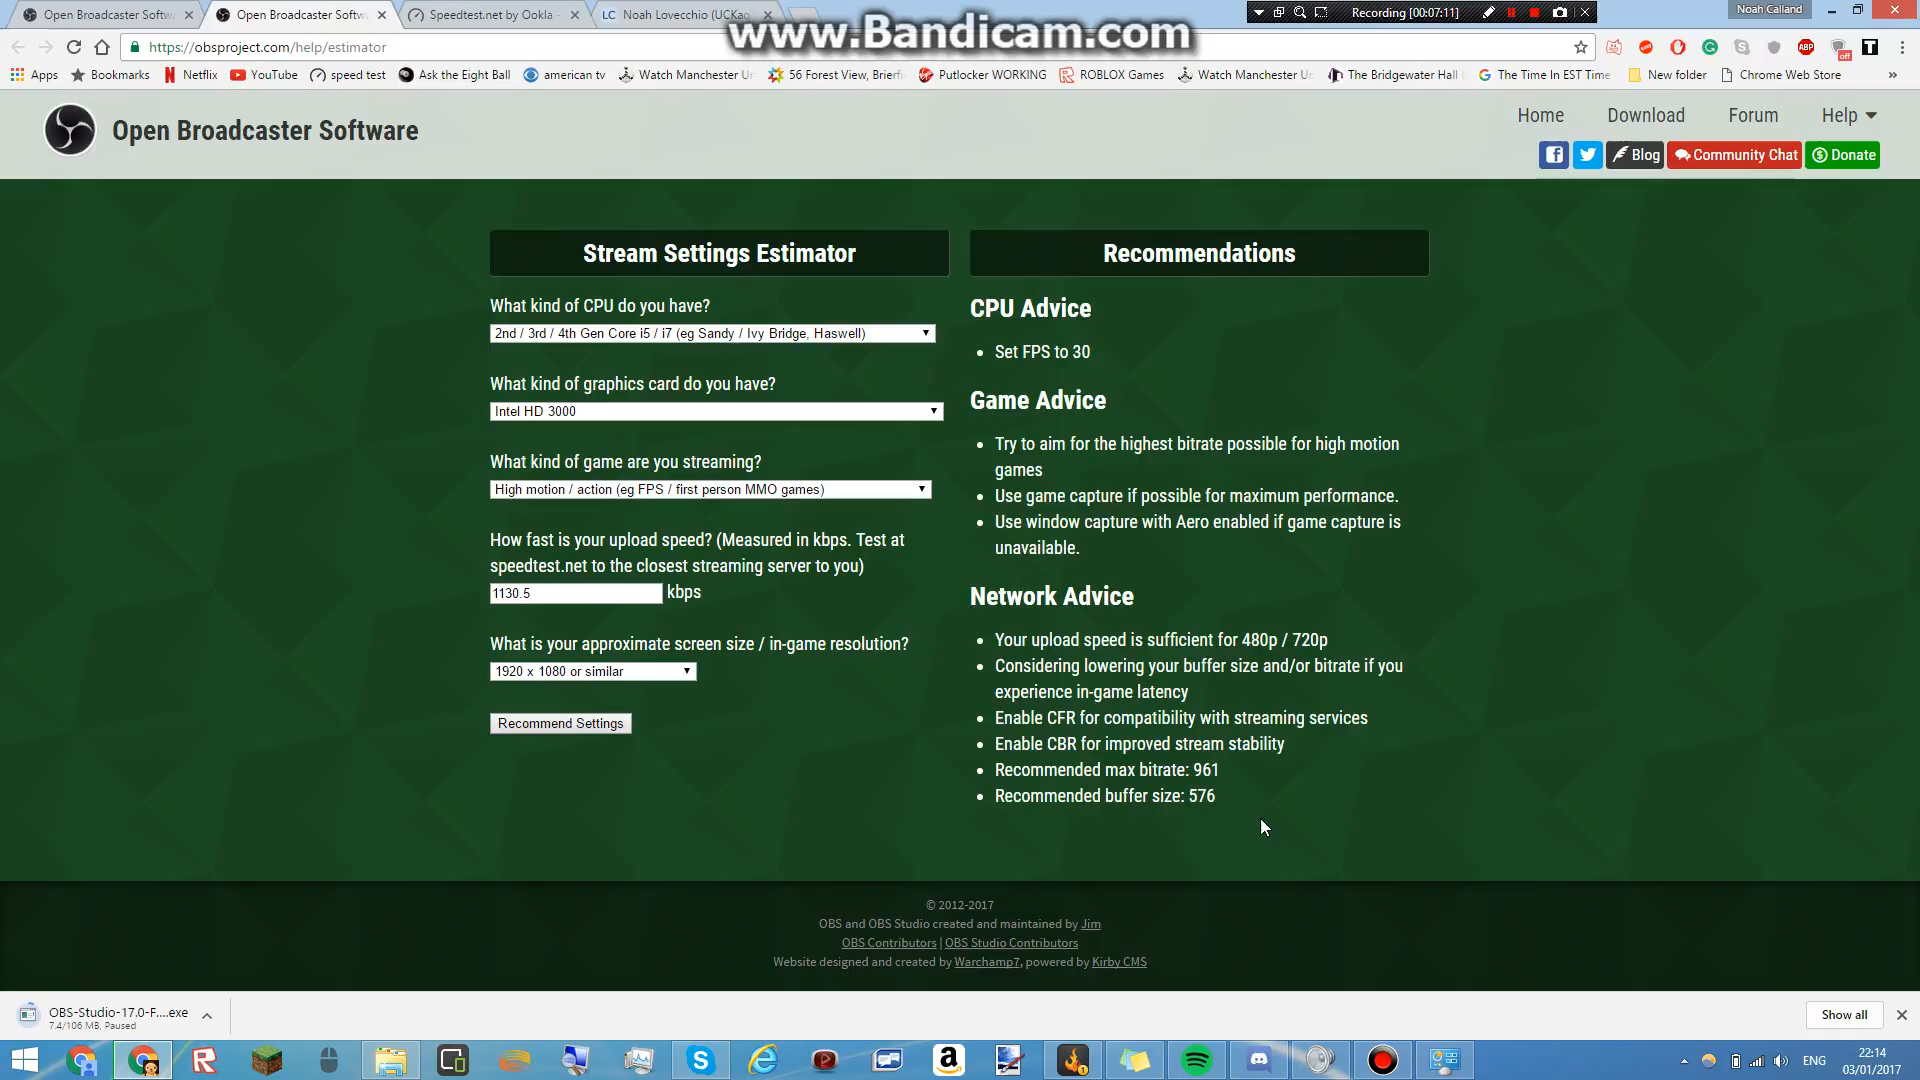 Open Broadcaster Softw
Open Broadcaster Softw
Speedtest.net by Ookla -
LC Noah Lovecchio (UCKag
www.Bandicam.com
Recording [00:07:11]
Noah Calland
https://obsproject.com/help/estimator
ABP
off
T
Apps
Bookmarks
Netflix
YouTube
speed test
Ask the Eight Ball
american tv
Watch Manchester Ur
56 Forest View, Brierfi
Putlocker WORKING
ROBLOX Games
Watch Manchester Ur
The Bridgewater Hall
The Time In EST Time
New folder
Chrome Web Store
»
Open Broadcaster Software
Home
Download
Forum
Help
Blog
Community Chat
Donate
Stream Settings Estimator
What kind of CPU do you have?
2nd / 3rd / 4th Gen Core i5 / i7 (eg Sandy / Ivy Bridge, Haswell)
What kind of graphics card do you have?
Intel HD 3000
What kind of game are you streaming?
High motion / action (eg FPS / first person MMO games)
How fast is your upload speed? (Measured in kbps. Test at
speedtest.net to the closest streaming server to you)
1130.5 kbps
What is your approximate screen size / in-game resolution?
1920 x 1080 or similar
Recommend Settings
Recommendations
CPU Advice
• Set FPS to 30
Game Advice
• Try to aim for the highest bitrate possible for high motion
games
• Use game capture if possible for maximum performance.
• Use window capture with Aero enabled if game capture is
unavailable.
Network Advice
• Your upload speed is sufficient for 480p / 720p
• Considering lowering your buffer size and/or bitrate if you
experience in-game latency
• Enable CFR for compatibility with streaming services
• Enable CBR for improved stream stability
• Recommended max bitrate: 961
• Recommended buffer size: 576
© 2012-2017
OBS and OBS Studio created and maintained by Jim
OBS Contributors | OBS Studio Contributors
Website designed and created by Warchamp7, powered by Kirby CMS
OBS-Studio-17.0-F....exe
7.4/106 MB, Paused
Show all
ENG
22:14
03/01/2017